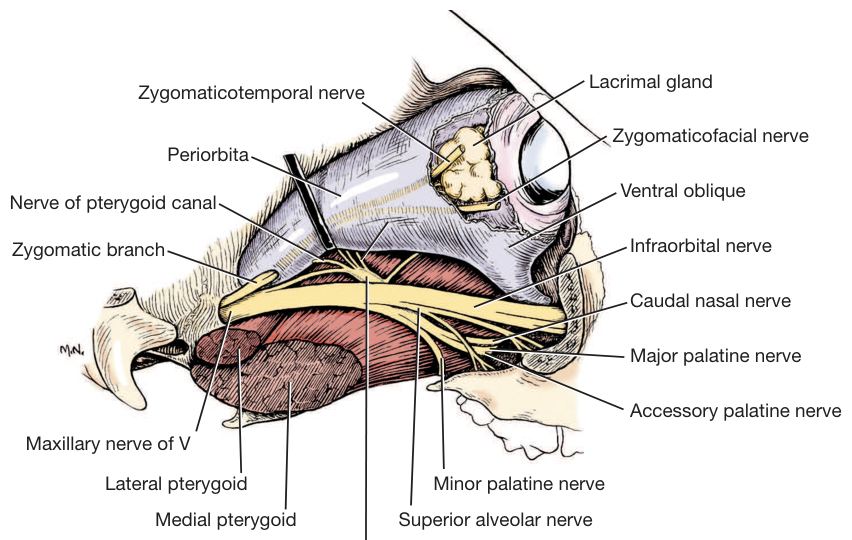 Lacrimal gland
Zygomaticotemporal nerve
Zygomaticofacial nerve
Periorbita
Ventral oblique
Nerve of pterygoid canal
Infraorbital nerve
Zygomatic branch
Caudal nasal nerve
M.N.
Major palatine nerve
Accessory palatine nerve
Maxillary nerve of V
Lateral pterygoid
Minor palatine nerve
Medial pterygoid
Superior alveolar nerve